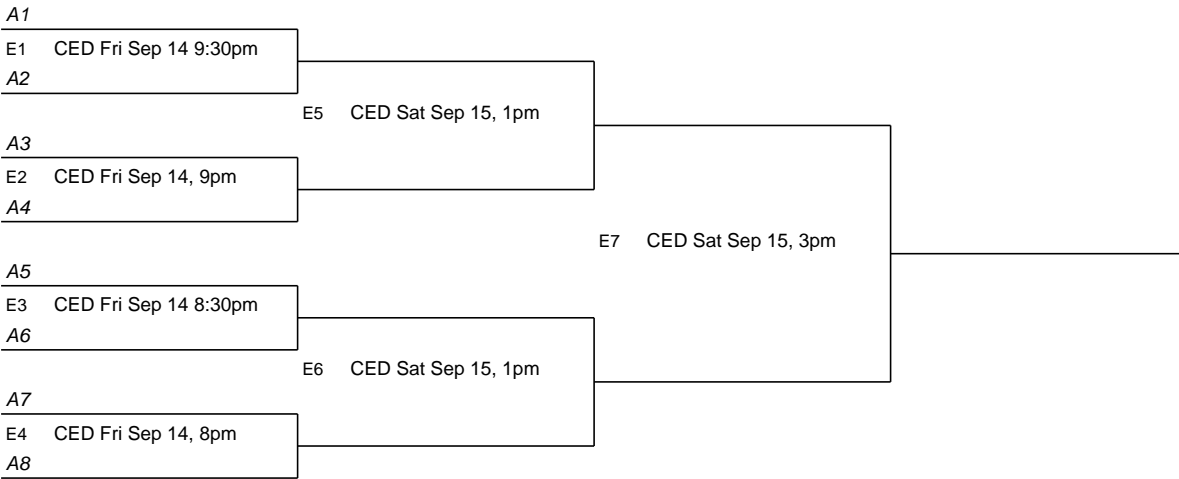 A1
E1 CED Fri Sep 14 9:30pm
A2
E5 CED Sat Sep 15, 1pm
A3
E2 CED Fri Sep 14, 9pm
A4
E7 CED Sat Sep 15, 3pm
A5
E3 CED Fri Sep 14 8:30pm
A6
E6 CED Sat Sep 15, 1pm
A7
E4 CED Fri Sep 14, 8pm
A8